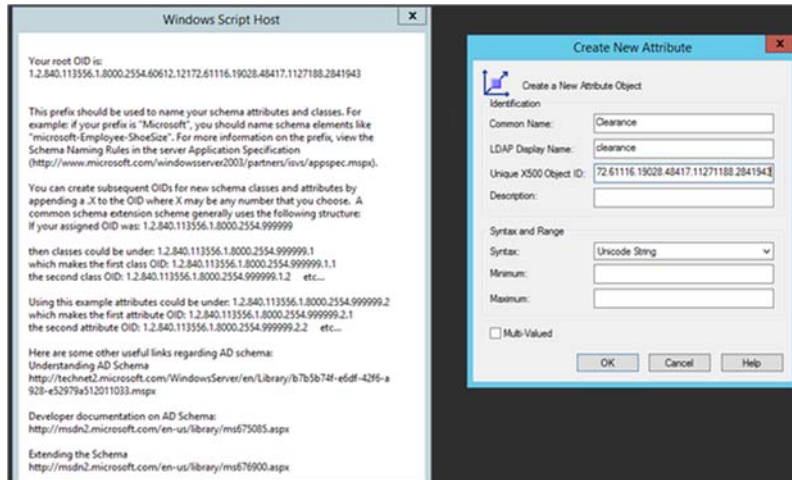 Windows Script Host
x
Your root OID is:
1.2.840.113556.1.8000.2554.60612.12172.61116.19028.48417.1127188.2841943
This prefix should be used to name your schema attributes and classes. For
example: if your prefix is "Microsoft", you should name schema elements like
"microsoft-Employee-ShoeSize". For more information on the prefix, view the
Schema Naming Rules in the server Application Specification
(http://www.microsoft.com/windowsserver2003/partners/isvs/appspec.mspx).
You can create subsequent OIDs for new schema classes and attributes by
appending a .X to the OID where X may be any number that you choose. A
common schema extension scheme generally uses the following structure:
If your assigned OID was: 1.2.840.113556.1.8000.2554.999999
then classes could be under: 1.2.840.113556.1.8000.2554.999999.1
which makes the first class OID: 1.2.840.113556.1.8000.2554.999999.1.1
the second class OID: 1.2.840.113556.1.8000.2554.999999.1.2 etc...
Using this example attributes could be under: 1.2.840.113556.1.8000.2554.999999.2
which makes the first attribute OID: 1.2.840.113556.1.8000.2554.999999.2.1
the second attribute OID: 1.2.840.113556.1.8000.2554.999999.2.2 etc...
Here are some other useful links regarding AD schema:
Understanding AD Schema
http://technet2.microsoft.com/WindowsServer/en/Library/b7b5b74f-e6df-42f6-a
928-e52979a512011033.mspx
Developer documentation on AD Schema:
http://msdn2.microsoft.com/en-us/library/ms675085.aspx
Extending the Schema
http://msdn2.microsoft.com/en-us/library/ms676900.aspx
Create New Attribute
x
Create a New Attribute Object
Identification
Common Name: Clearance
LDAP Display Name: clearance
Unique X500 Object ID: 72.61116.19028.48417.11271188.2841943
Description:
Syntax and Range
Syntax: Unicode String
Minimum:
Maximum:
Multi-Valued
OK Cancel Help